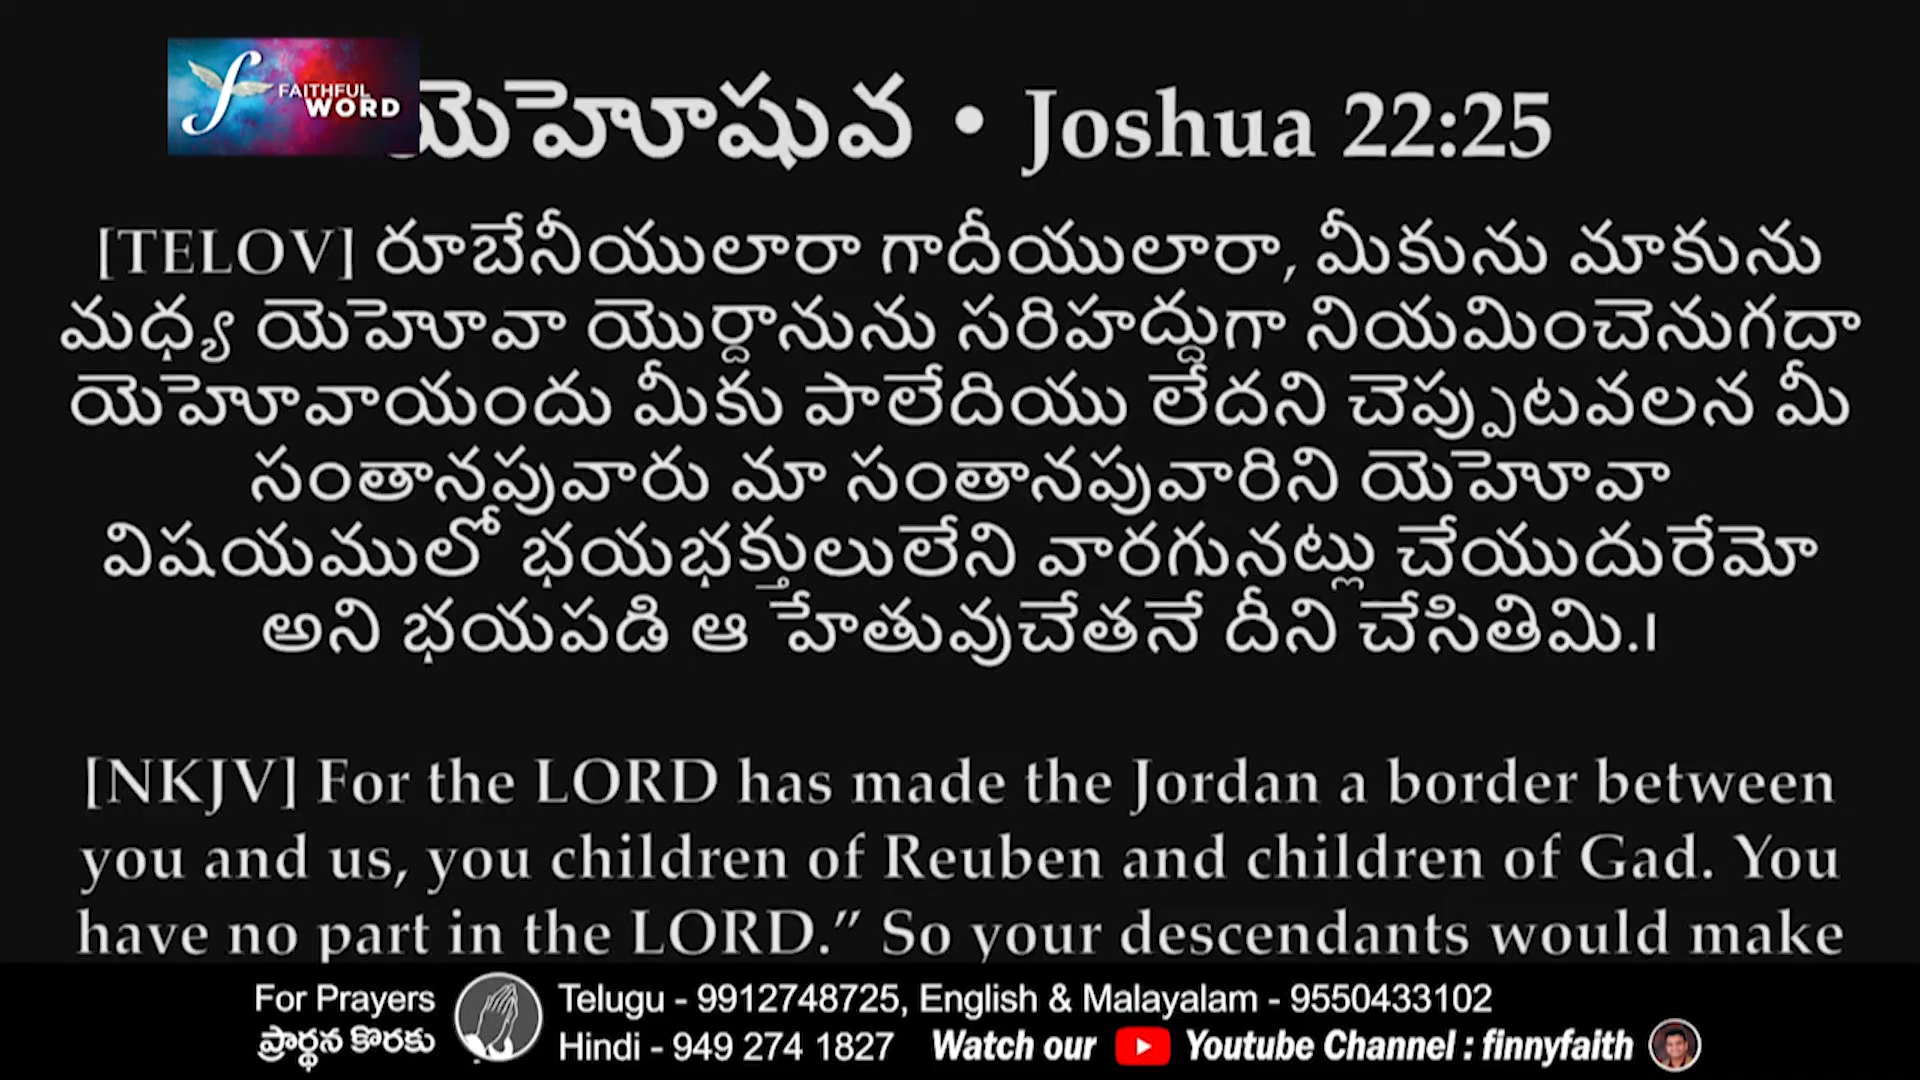 FAITHFUL
WORD
యెహెూషువ • Joshua 22:25
[TELOV] రూబేనీయులారా గాదీయులారా, మీకును మాకును
మధ్య యెహెూవా యొర్దానును సరిహద్దుగా నియమించెనుగదా
యెహెూవాయందు మీకు పాలేదియు లేదని చెప్పుటవలన మీ
సంతానపువారు మా సంతానపువారిని యెహెూవా
విషయములో భయభక్తులులేని వారగునట్లు చేయుదురేమో
అని భయపడి ఆ హేతువుచేతనే దీని చేసితివిు.।
[NKJV] For the LORD has made the Jordan a border between
you and us, you children of Reuben and children of Gad. You
have no part in the LORD.” So your descendants would make
For Prayers
ప్రార్థన కొరకు
Telugu - 9912748725, English & Malayalam - 9550433102
Hindi - 949 274 1827 Watch our Youtube Channel : finnyfaith